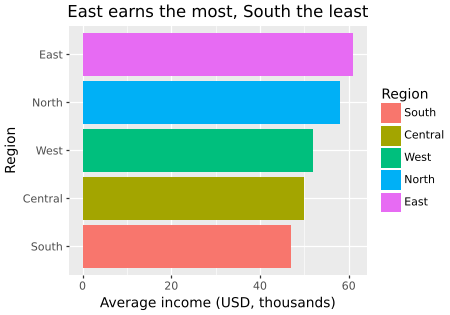 East earns the most, South the least
East
North
West
Central
South
Region
0 20 40 60
Average income (USD, thousands)
Region
South
Central
West
North
East